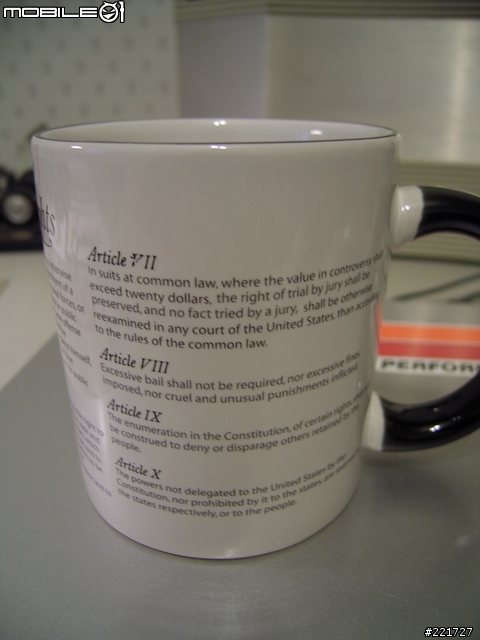 MOBILE01
hts
Article VII
In suits at common law, where the value in controversy shall
exceed twenty dollars, the right of trial by jury shall be
preserved, and no fact tried by a jury, shall be otherwise
reexamined in any court of the United States, than according
to the rules of the common law.
Article VIII
Excessive bail shall not be required, nor excessive fines
imposed, nor cruel and unusual punishments inflicted.
Article IX
The enumeration in the Constitution, of certain rights
be construed to deny or disparage others retained by the
people.
Article X
The powers not delegated to the United States by the
Constitution, nor prohibited by it to the states, are
the states respectively, or to the people.
PERFOR
#221727